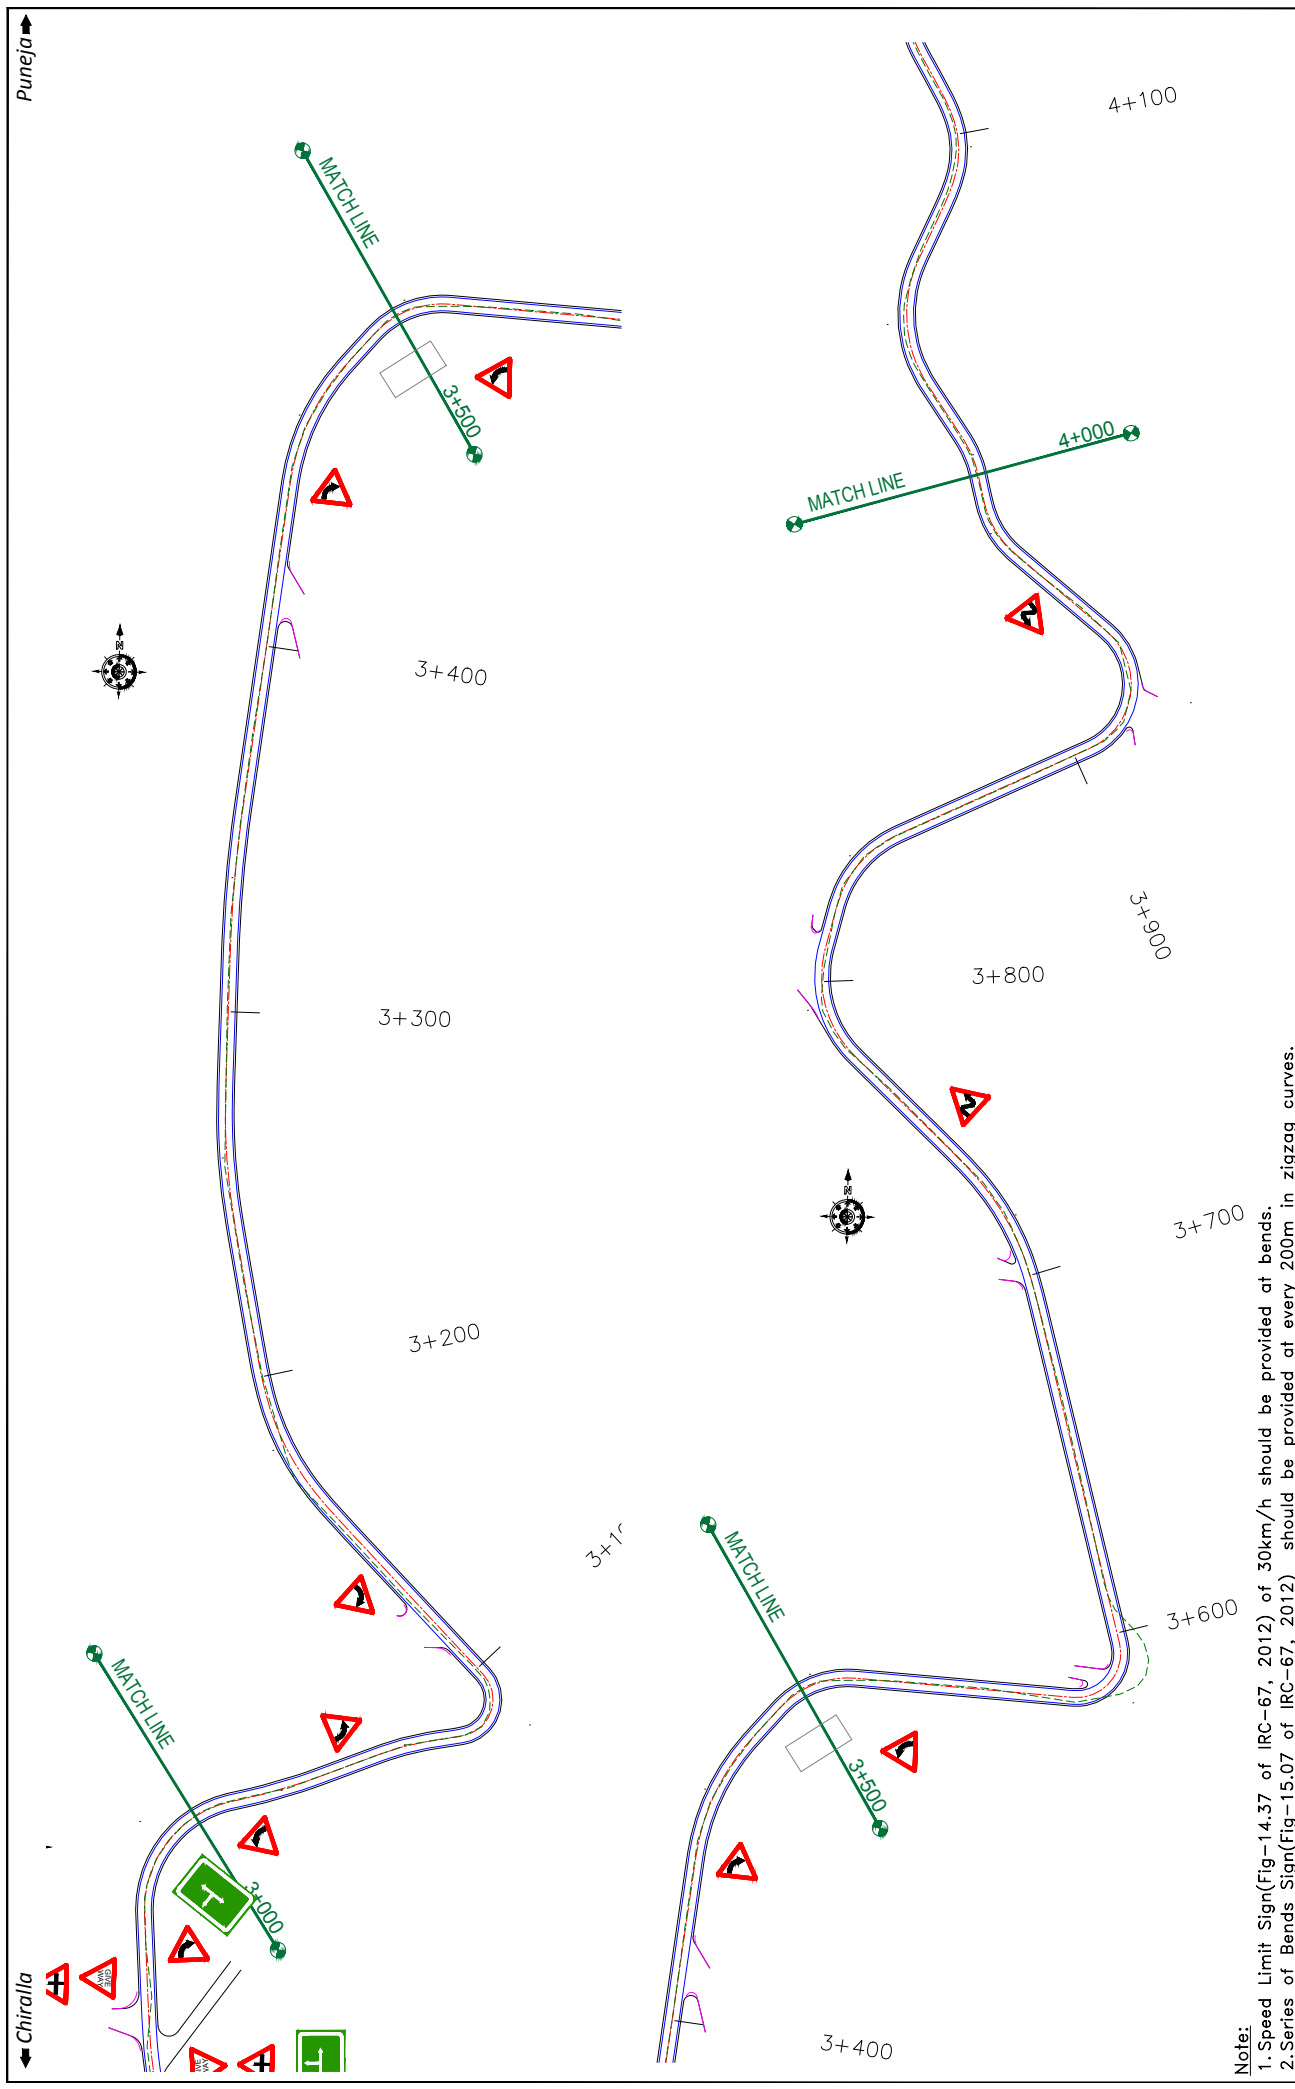 Chiralla
Puneja
MATCH LINE
3+000
GIVE
WAY
N
3+200
3+300
3+400
MATCH LINE
3+500
3+400
MATCH LINE
3+500
3+600
3+700
N
3+800
3+900
MATCH LINE
4+000
4+100
Note:
1. Speed Limit Sign(Fig-14.37 of IRC-67, 2012) of 30km/h should be provided at bends.
2. Series of Bends Sign(Fig-15.07 of IRC-67, 2012) should be provided at every 200m in zigzag curves.